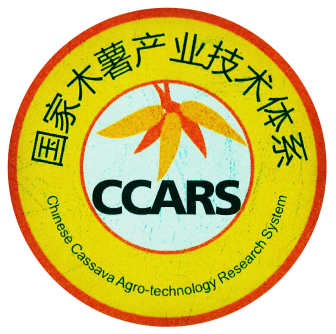 国家木薯产业技术体系
CCARS
Chinese Cassava Agro-technology Research System